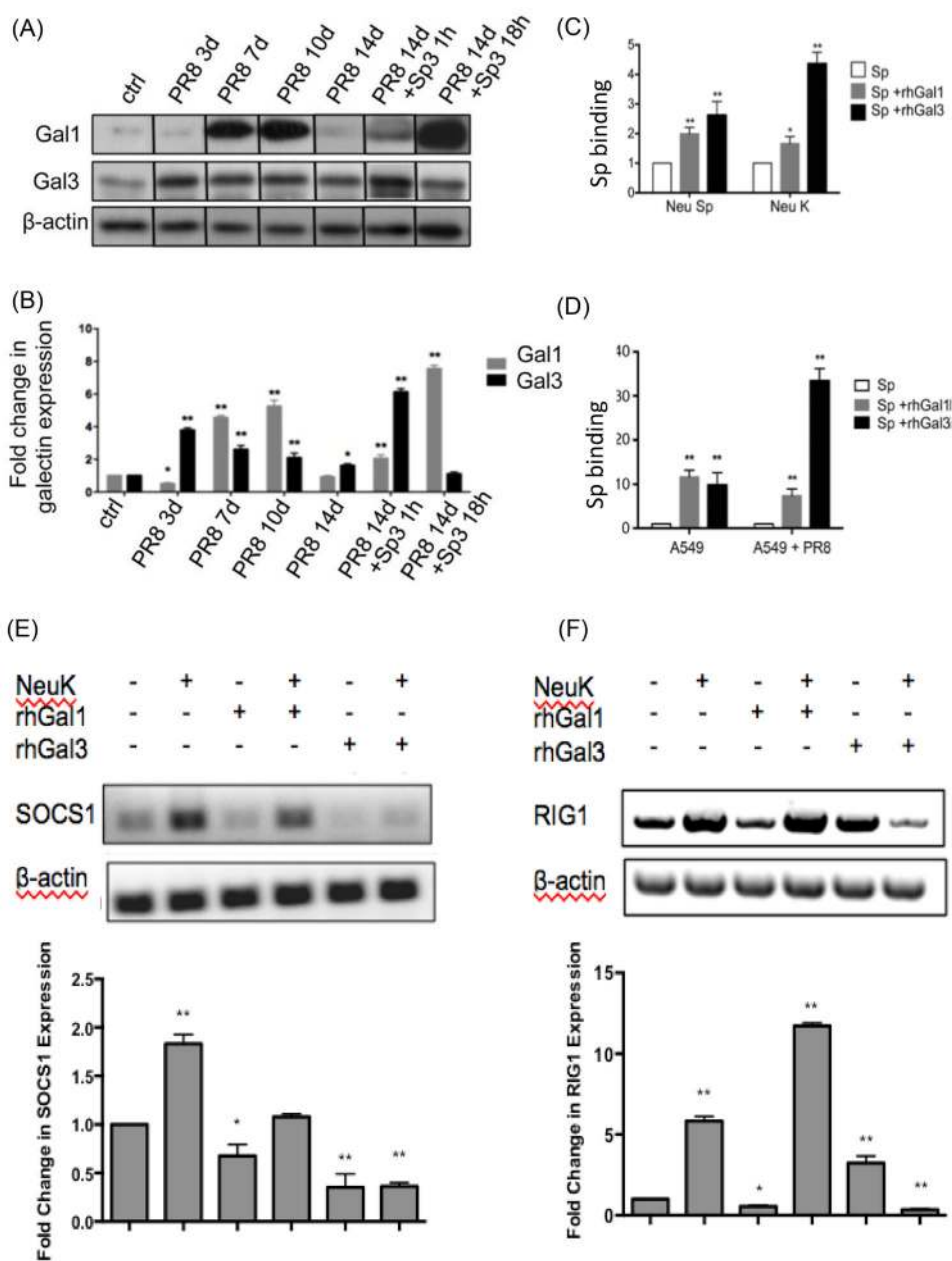 (A)
ctrl
PR8 3d
PR8 7d
PR8 10d
PR8 14d
PR8 14d
+Sp3 1h
PR8 14d
+Sp3 18h
Gal1
Gal3
β-actin
(B)
Fold change in
galectin expression
10
8
6
4
2
0
* ** ** ** ** ** * ** ** **
Gal1
Gal3
ctrl
PR8 3d
PR8 7d
PR8 10d
PR8 14d
PR8 14d
+Sp3 1h
PR8 14d
+Sp3 18h
(C)
Sp binding
5
4
3
2
1
0
** ** * **
Sp
Sp +rhGal1
Sp +rhGal3
Neu Sp
Neu K
(D)
Sp binding
40
30
20
10
0
** ** ** **
Sp
Sp +rhGal1
Sp +rhGal3
A549
A549 + PR8
(E)
NeuK - + - + - +
rhGal1 - - + + - -
rhGal3 - - - - + +
SOCS1
β-actin
Fold Change in SOCS1 Expression
2.5
2.0
1.5
1.0
0.5
0.0
** * ** **
(F)
NeuK - + - + - +
rhGal1 - - + + - -
rhGal3 - - - - + +
RIG1
β-actin
Fold Change in RIG1 Expression
15
10
5
0
** * ** ** **